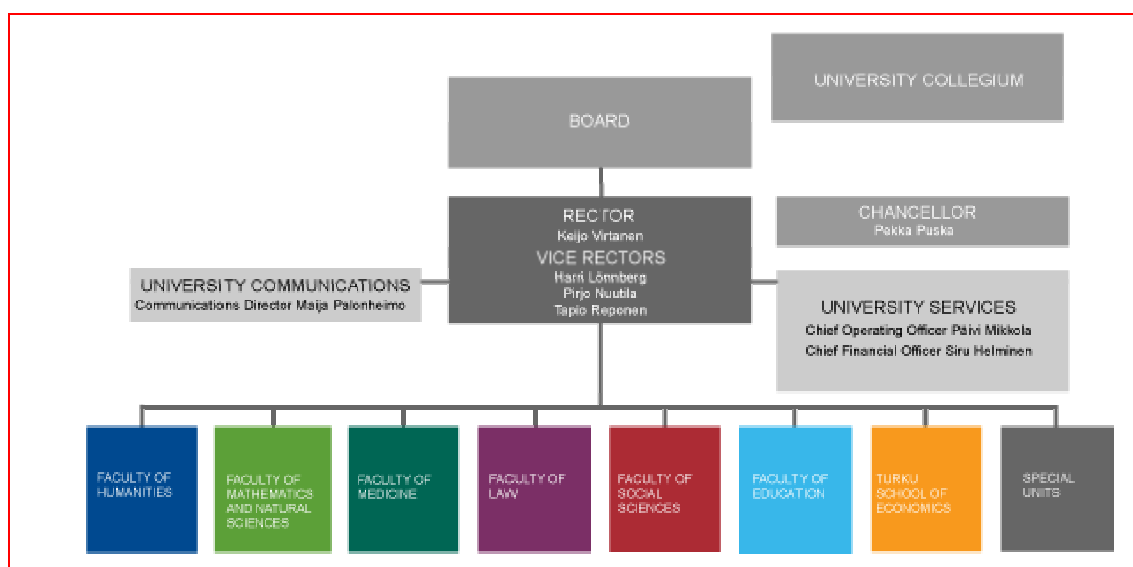 UNIVERSITY COLLEGIUM
BOARD
RECTOR
Keijo Virtanen
VICE RECTORS
Harri Lönnberg
Pirjo Nuutila
Tapio Reponen
CHANCELLOR
Pekka Puska
UNIVERSITY COMMUNICATIONS
Communications Director Maija Palonheimo
UNIVERSITY SERVICES
Chief Operating Officer Päivi Mikkola
Chief Financial Officer Siru Helminen
FACULTY OF
HUMANITIES
FACULTY OF
MATHEMATICS
AND NATURAL
SCIENCES
FACULTY OF
MEDICINE
FACULTY OF
LAW
FACULTY OF
SOCIAL
SCIENCES
FACULTY OF
EDUCATION
TURKU
SCHOOL OF
ECONOMICS
SPECIAL
UNITS